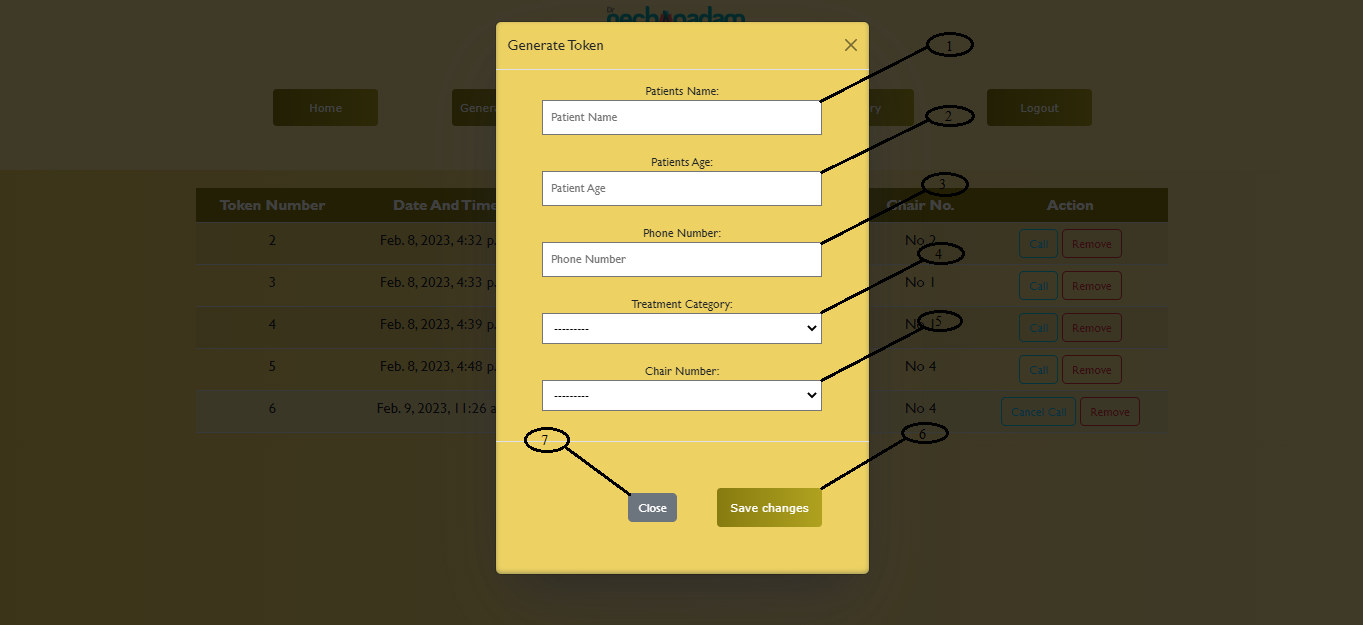 Generate Token
1
Home
Logout
Patients Name:
Patient Name
2
Patients Age:
Patient Age
3
Token Number Chair No. Action
Phone Number:
Phone Number
2 Feb. 8, 2023, 4:32 No 2 Call Remove
4
3 Feb. 8, 2023, 4:33 No 1 Call Remove
Treatment Category:
---------
5
4 Feb. 8, 2023, 4:39 Call Remove
Chair Number:
---------
5 Feb. 8, 2023, 4:48 No 4 Call Remove
6 Feb. 9, 2023, 11:26 No 4 Cancel Call Remove
7
6
Close
Save changes